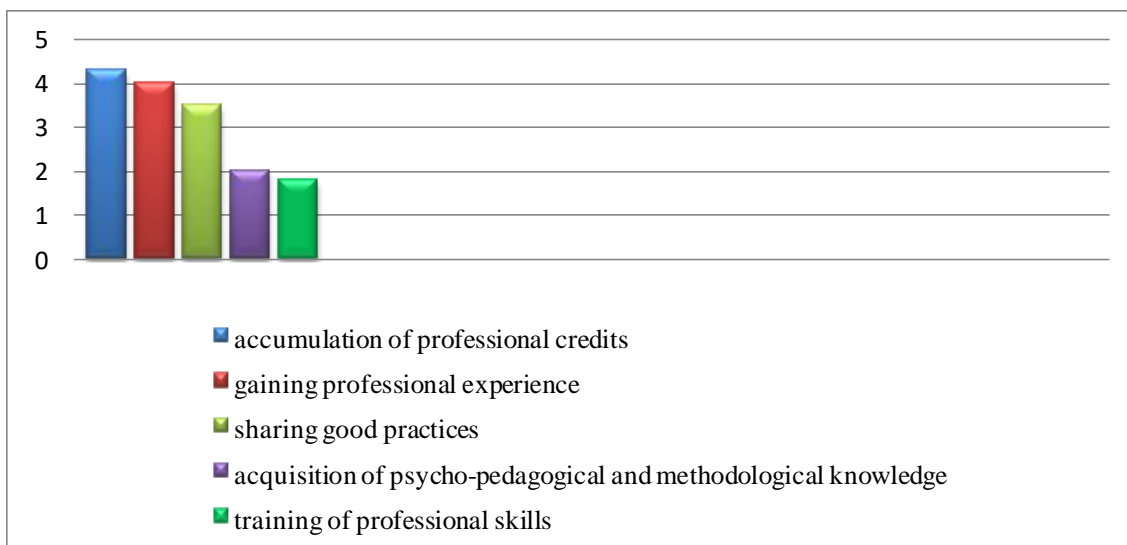 5
4
3
2
1
0
accumulation of professional credits
gaining professional experience
sharing good practices
acquisition of psycho-pedagogical and methodological knowledge
training of professional skills